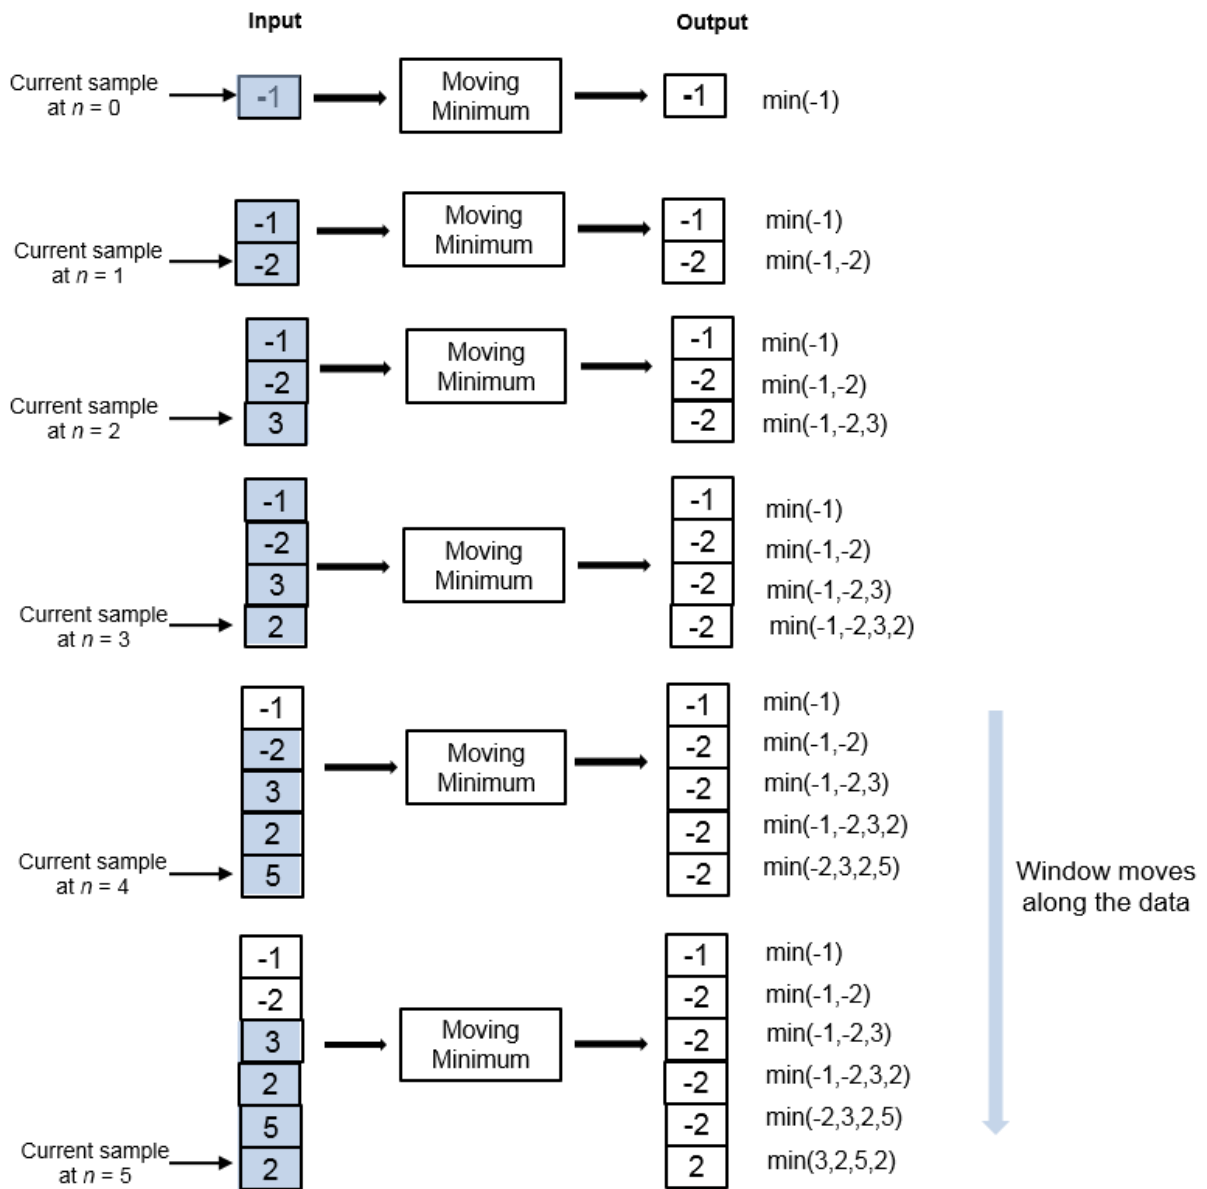 Input
Output
Current sample
at n = 0
-1
Moving
Minimum
-1
min(-1)
Current sample
at n = 1
-1
-2
Moving
Minimum
-1
-2
min(-1)
min(-1,-2)
Current sample
at n = 2
-1
-2
3
Moving
Minimum
-1
-2
-2
min(-1)
min(-1,-2)
min(-1,-2,3)
Current sample
at n = 3
-1
-2
3
2
Moving
Minimum
-1
-2
-2
-2
min(-1)
min(-1,-2)
min(-1,-2,3)
min(-1,-2,3,2)
Current sample
at n = 4
-1
-2
3
2
5
Moving
Minimum
-1
-2
-2
-2
-2
min(-1)
min(-1,-2)
min(-1,-2,3)
min(-1,-2,3,2)
min(-2,3,2,5)
Window moves
along the data
Current sample
at n = 5
-1
-2
3
2
5
2
Moving
Minimum
-1
-2
-2
-2
-2
2
min(-1)
min(-1,-2)
min(-1,-2,3)
min(-1,-2,3,2)
min(-2,3,2,5)
min(3,2,5,2)